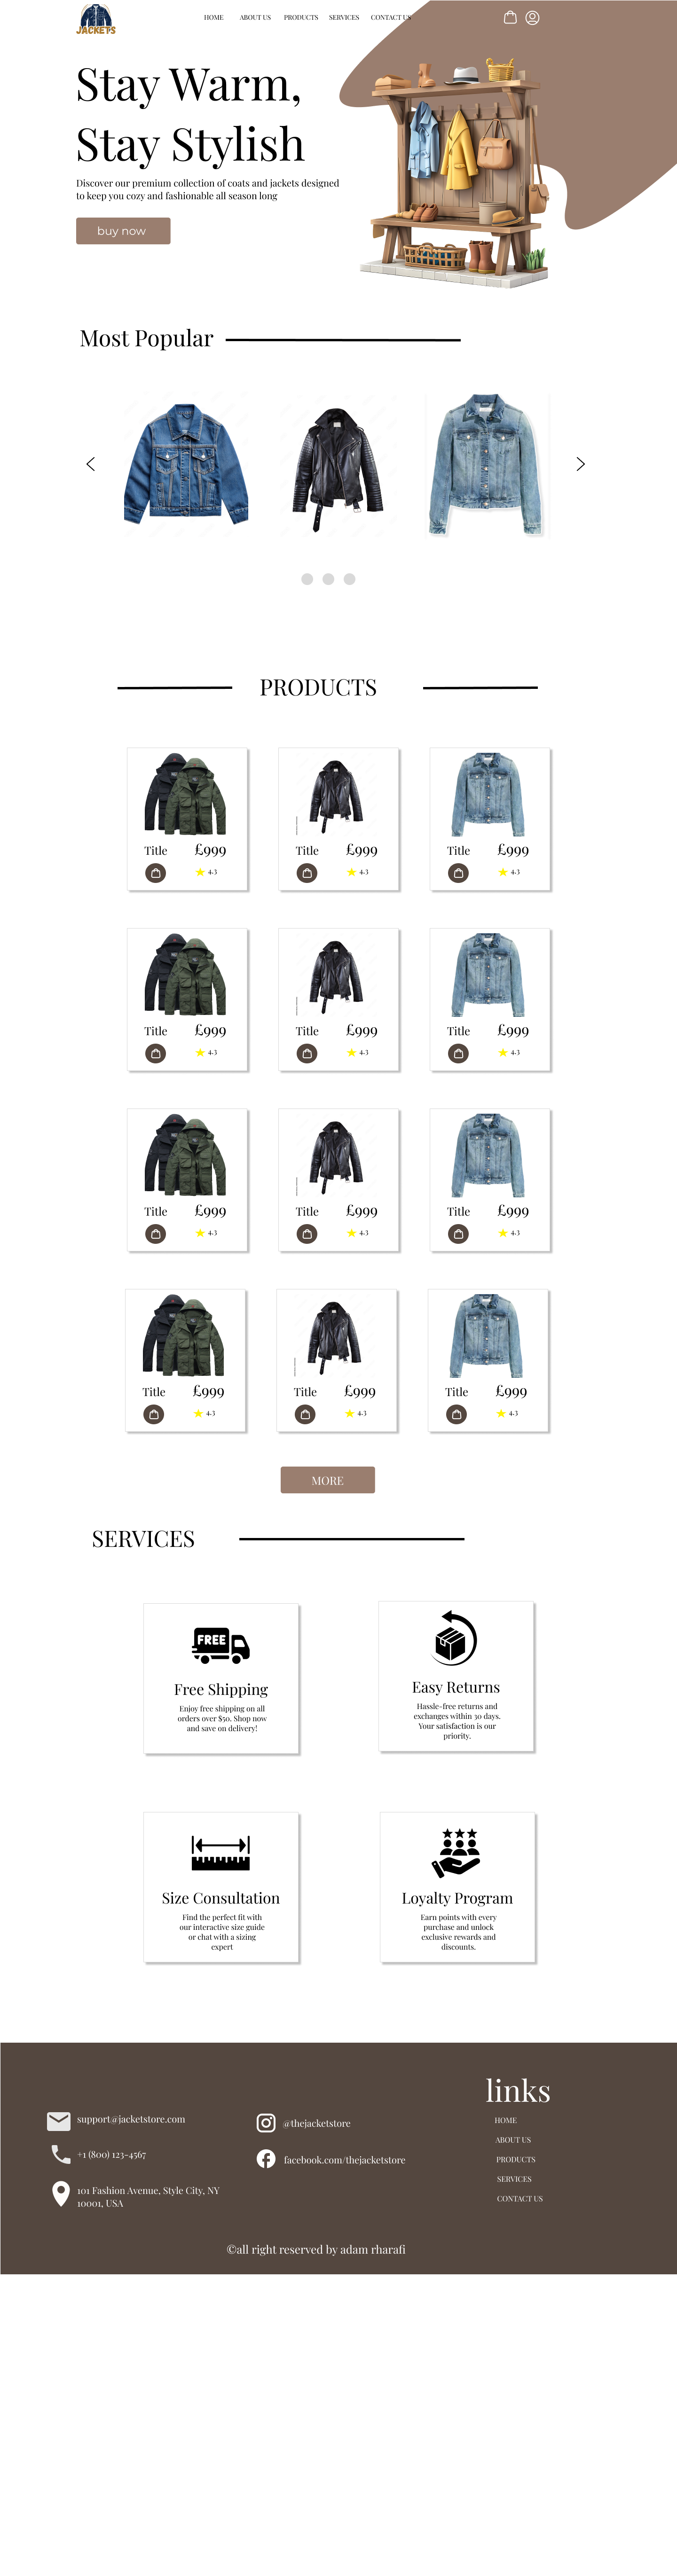 JACKETS
HOME
ABOUT US
PRODUCTS
SERVICES
CONTACT US
Stay Warm,
Stay Stylish
Discover our premium collection of coats and jackets designed
to keep you cozy and fashionable all season long
buy now
Most Popular
PRODUCTS
Title £999
4.3
Title £999
4.3
Title £999
4.3
Title £999
4.3
Title £999
4.3
Title £999
4.3
Title £999
4.3
Title £999
4.3
Title £999
4.3
Title £999
4.3
Title £999
4.3
Title £999
4.3
MORE
SERVICES
FREE
Free Shipping
Enjoy free shipping on all
orders over $50. Shop now
and save on delivery!
Easy Returns
Hassle-free returns and
exchanges within 30 days.
Your satisfaction is our
priority.
Size Consultation
Find the perfect fit with
our interactive size guide
or chat with a sizing
expert
Loyalty Program
Earn points with every
purchase and unlock
exclusive rewards and
discounts.
support@jacketstore.com
+1 (800) 123-4567
101 Fashion Avenue, Style City, NY
10001, USA
@thejacketstore
facebook.com/thejacketstore
links
HOME
ABOUT US
PRODUCTS
SERVICES
CONTACT US
©all right reserved by adam rharafi